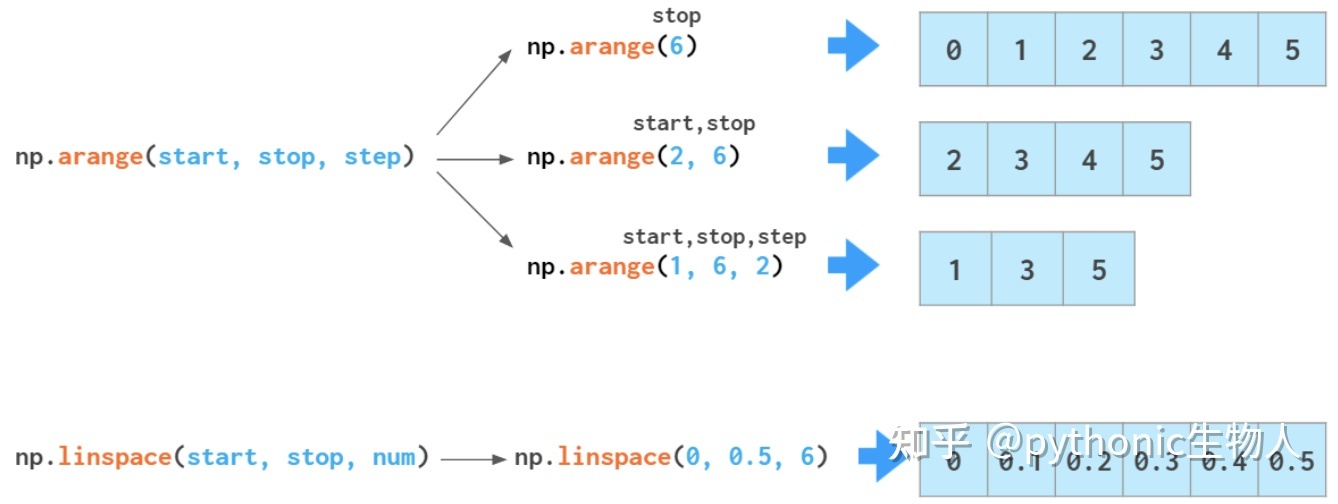 stop
np.arange(6)
0 1 2 3 4 5
start,stop
np.arange(start, stop, step)
np.arange(2, 6)
2 3 4 5
start,stop,step
np.arange(1, 6, 2)
1 3 5
np.linspace(start, stop, num)
np.linspace(0, 0.5, 6)
0 0.1 0.2 0.3 0.4 0.5
知乎 @pythonic生物人